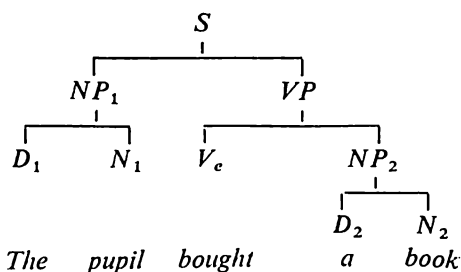 S
NP₁ VP
D₁ N₁ Vₑ NP₂
D₂ N₂
The pupil bought a book